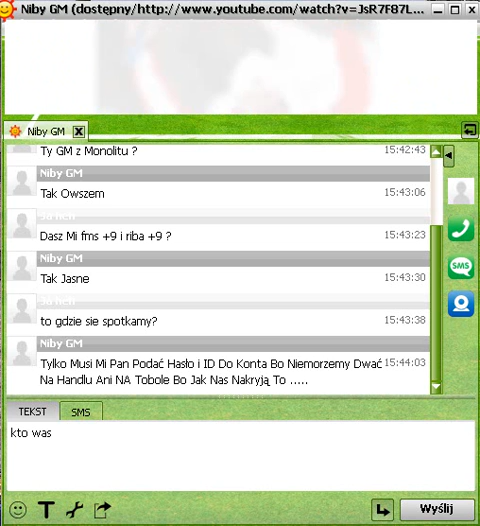 Niby GM (dostępny/http://www.youtube.com/watch?v=JsR7F87L...
Niby GM
Ty GM z Monolitu ?
15:42:43
Niby GM
Tak Owszem
15:43:06
Dasz Mi fms +9 i riba +9 ?
15:43:23
Niby GM
Tak Jasne
15:43:30
to gdzie sie spotkamy?
15:43:38
Niby GM
Tylko Musi Mi Pan Podać Hasło i ID Do Konta Bo Niemorzemy Dwać
15:44:03
Na Handlu Ani NA Tobole Bo Jak Nas Nakryją To .....
SMS
TEKST SMS
kto was
T
Wyślij